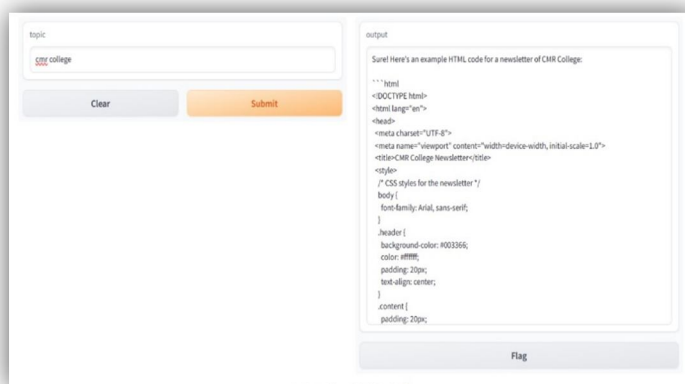 topic
cmr college
Clear
Submit
output
Sure! Here's an example HTML code for a newsletter of CMR College:
```html
<!DOCTYPE html>
<html lang="en">
<head>
<meta charset="UTF-8">
<meta name="viewport" content="width=device-width, initial-scale=1.0">
<title>CMR College Newsletter</title>
<style>
/* CSS styles for the newsletter */
body {
font-family: Arial, sans-serif;
}
.header {
background-color: #003366;
color: #ffffff;
padding: 20px;
text-align: center;
}
.content {
padding: 20px;
Flag